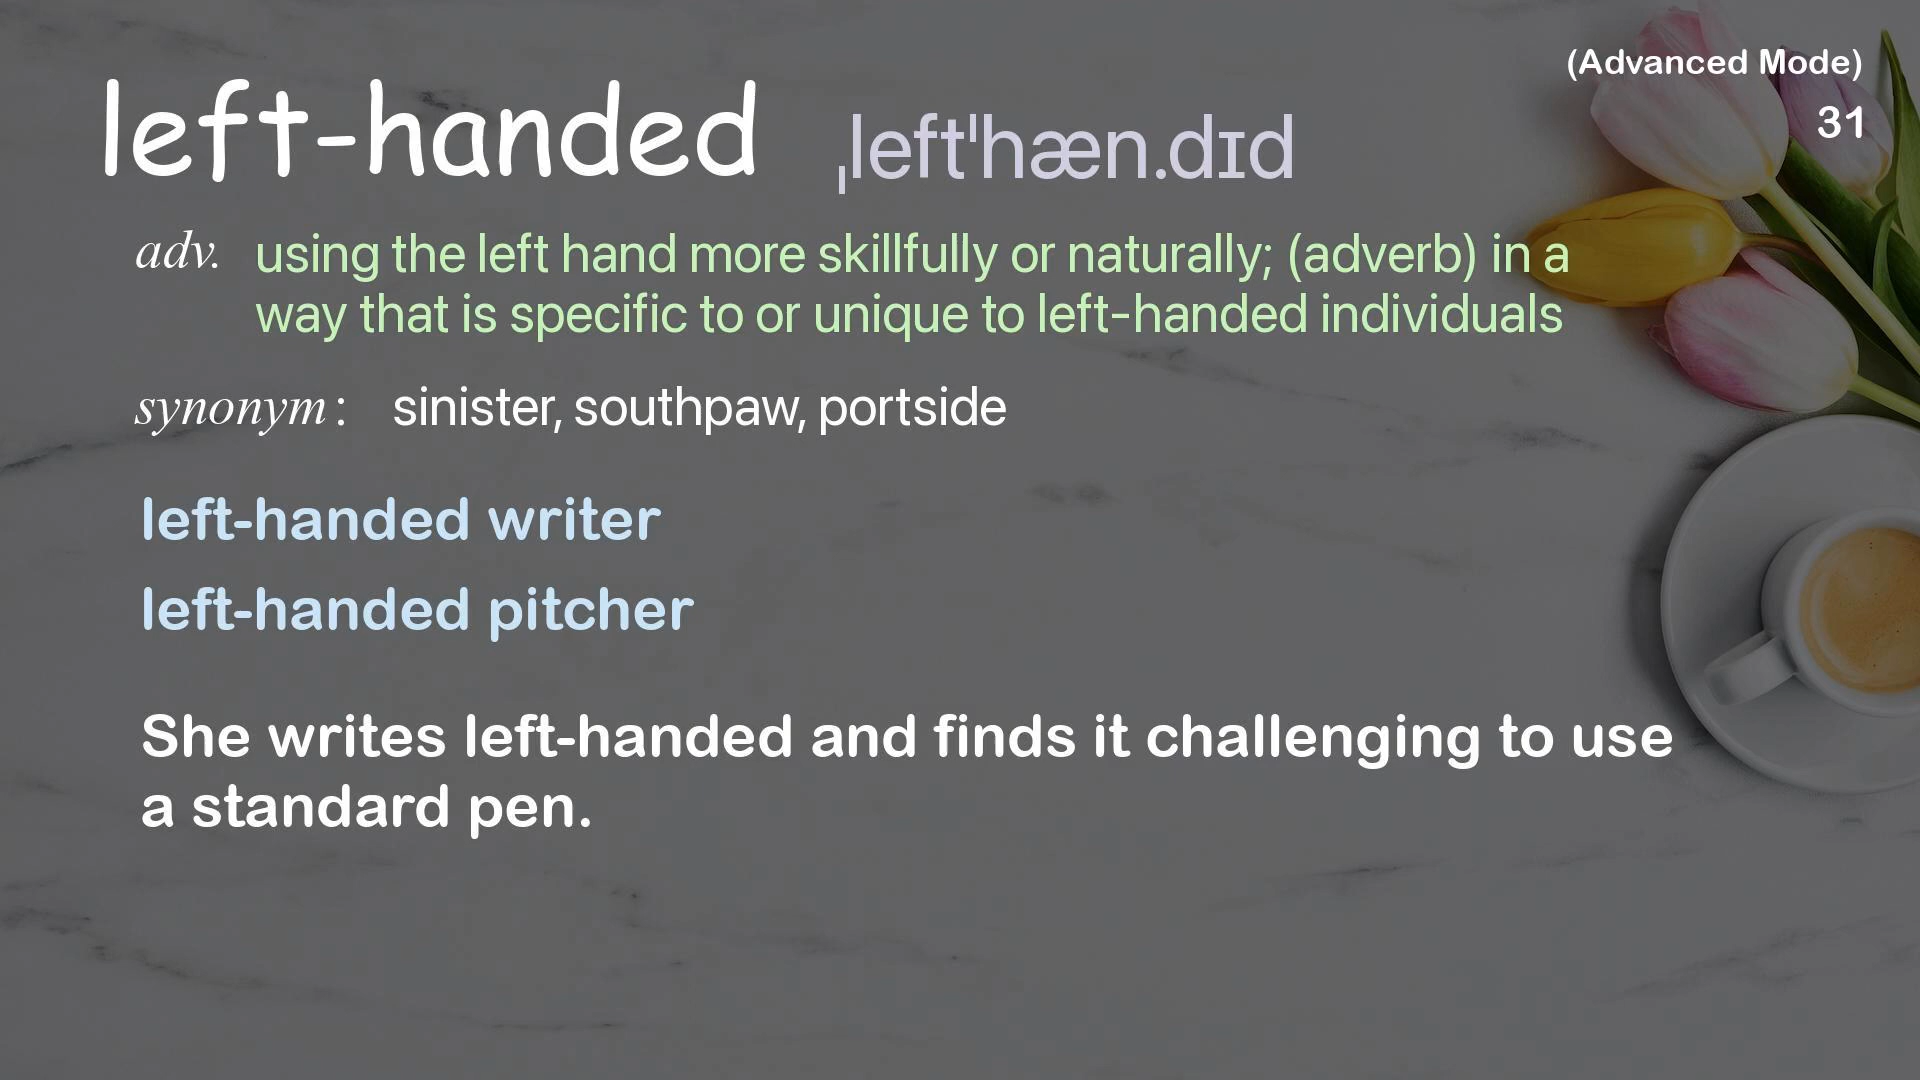 (Advanced Mode)
31
left-handed ˌleftˈhæn.dɪd
adv. using the left hand more skillfully or naturally; (adverb) in a
way that is specific to or unique to left-handed individuals
synonym: sinister, southpaw, portside
left-handed writer
left-handed pitcher
She writes left-handed and finds it challenging to use
a standard pen.